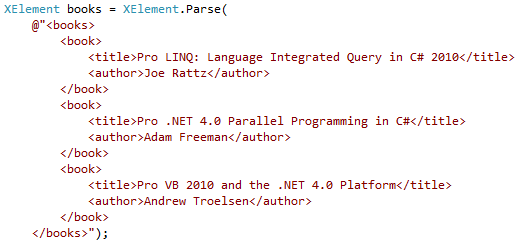 XElement books = XElement.Parse(
    @"<books>
        <book>
            <title>Pro LINQ: Language Integrated Query in C# 2010</title>
            <author>Joe Rattz</author>
        </book>
        <book>
            <title>Pro .NET 4.0 Parallel Programming in C#</title>
            <author>Adam Freeman</author>
        </book>
        <book>
            <title>Pro VB 2010 and the .NET 4.0 Platform</title>
            <author>Andrew Troelsen</author>
        </book>
    </books>");